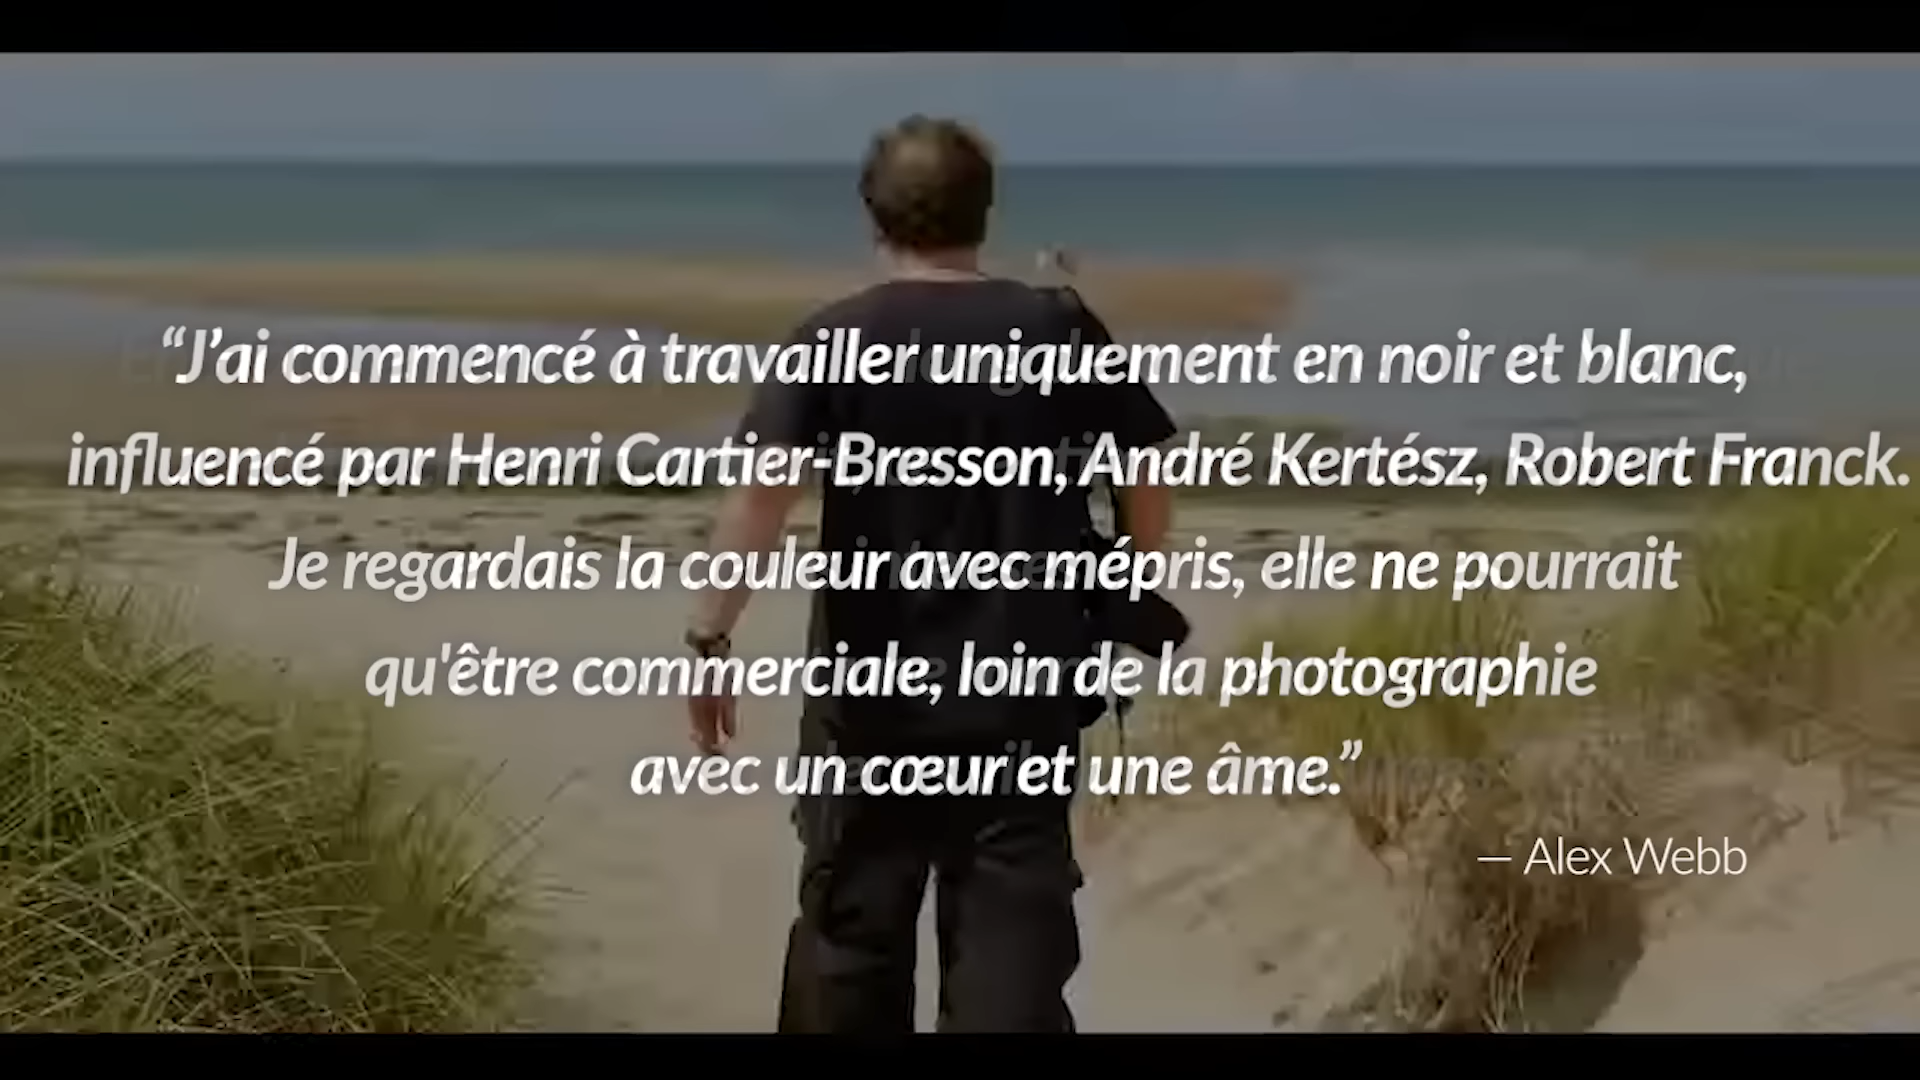 “J’ai commencé à travailler uniquement en noir et blanc,
influencé par Henri Cartier-Bresson, André Kertész, Robert Franck.
Je regardais la couleur avec mépris, elle ne pourrait
qu'être commerciale, loin de la photographie
avec un cœur et une âme.”
— Alex Webb